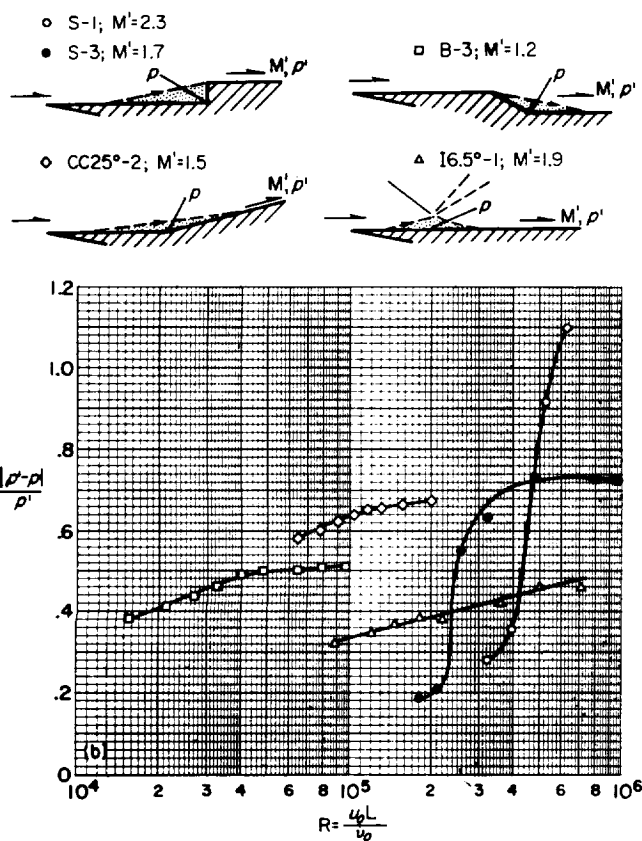 ○ S-1; M'=2.3
● S-3; M'=1.7
□ B-3; M'=1.2
p
M', p'
p
M', p'
◇ CC25°-2; M'=1.5
△ I6.5°-1; M'=1.9
p
M', p'
p
M', p'
1.2
1.0
.8
|p'-p|
p'
.6
.4
.2
0
(b)
10⁴ 2 3 4 6 8 10⁵ 2 3 4 6 8 10⁶
R = u₀L
ν₀